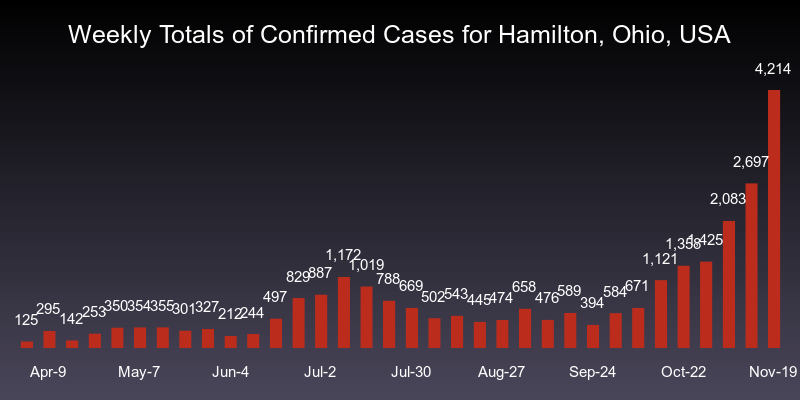 Weekly Totals of Confirmed Cases for Hamilton, Ohio, USA
125 295 142 253 350 354 355 301 327 212 244 497 829 887 1,172 1,019 788 669 502 543 445 474 658 476 589 394 584 671 1,121 1,358 1,425 2,083 2,697 4,214
Apr-9 May-7 Jun-4 Jul-2 Jul-30 Aug-27 Sep-24 Oct-22 Nov-19